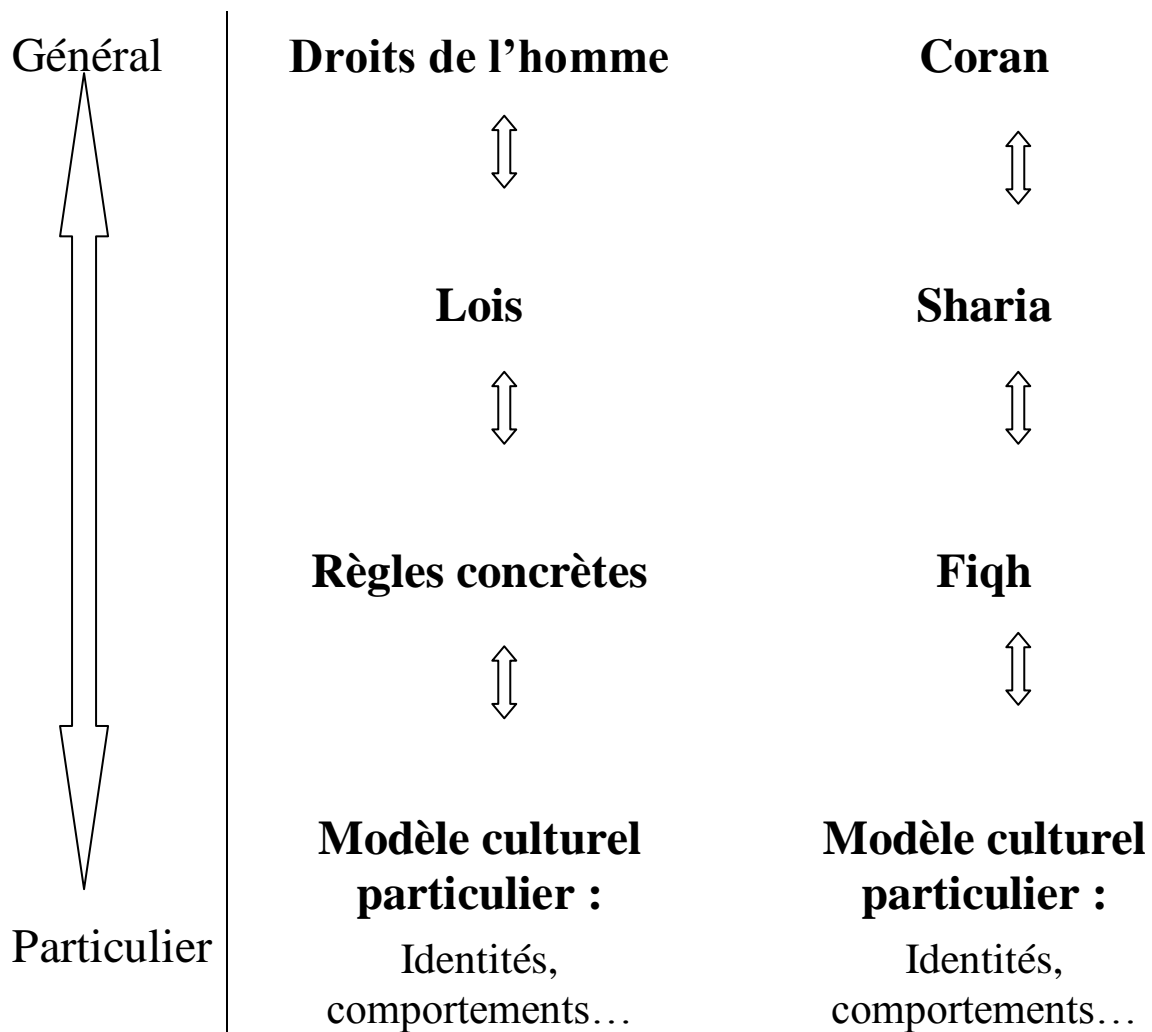 Général
Droits de l’homme
Coran
Lois
Sharia
Règles concrètes
Fiqh
Modèle culturel
particulier :
Modèle culturel
particulier :
Particulier
Identités,
comportements…
Identités,
comportements…